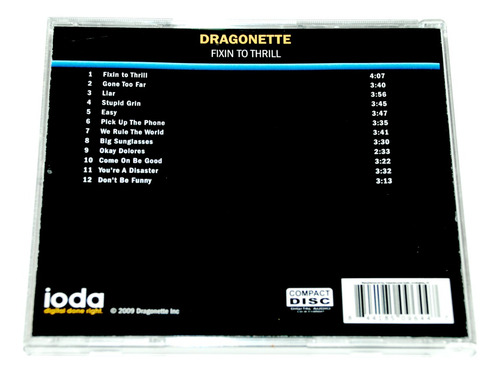 DRAGONETTE
FIXIN TO THRILL
1 Fixin to Thrill 4:07
2 Gone Too Far 3:40
3 Liar 3:56
4 Stupid Grin 3:45
5 Easy 3:47
6 Pick Up The Phone 3:35
7 We Rule The World 3:41
8 Big Sunglasses 3:30
9 Okay Dolores 2:33
10 Come On Be Good 3:22
11 You're A Disaster 3:32
12 Don't Be Funny 3:13
ioda
digital done right.
© 2009 Dragonette Inc
COMPACT
DISC